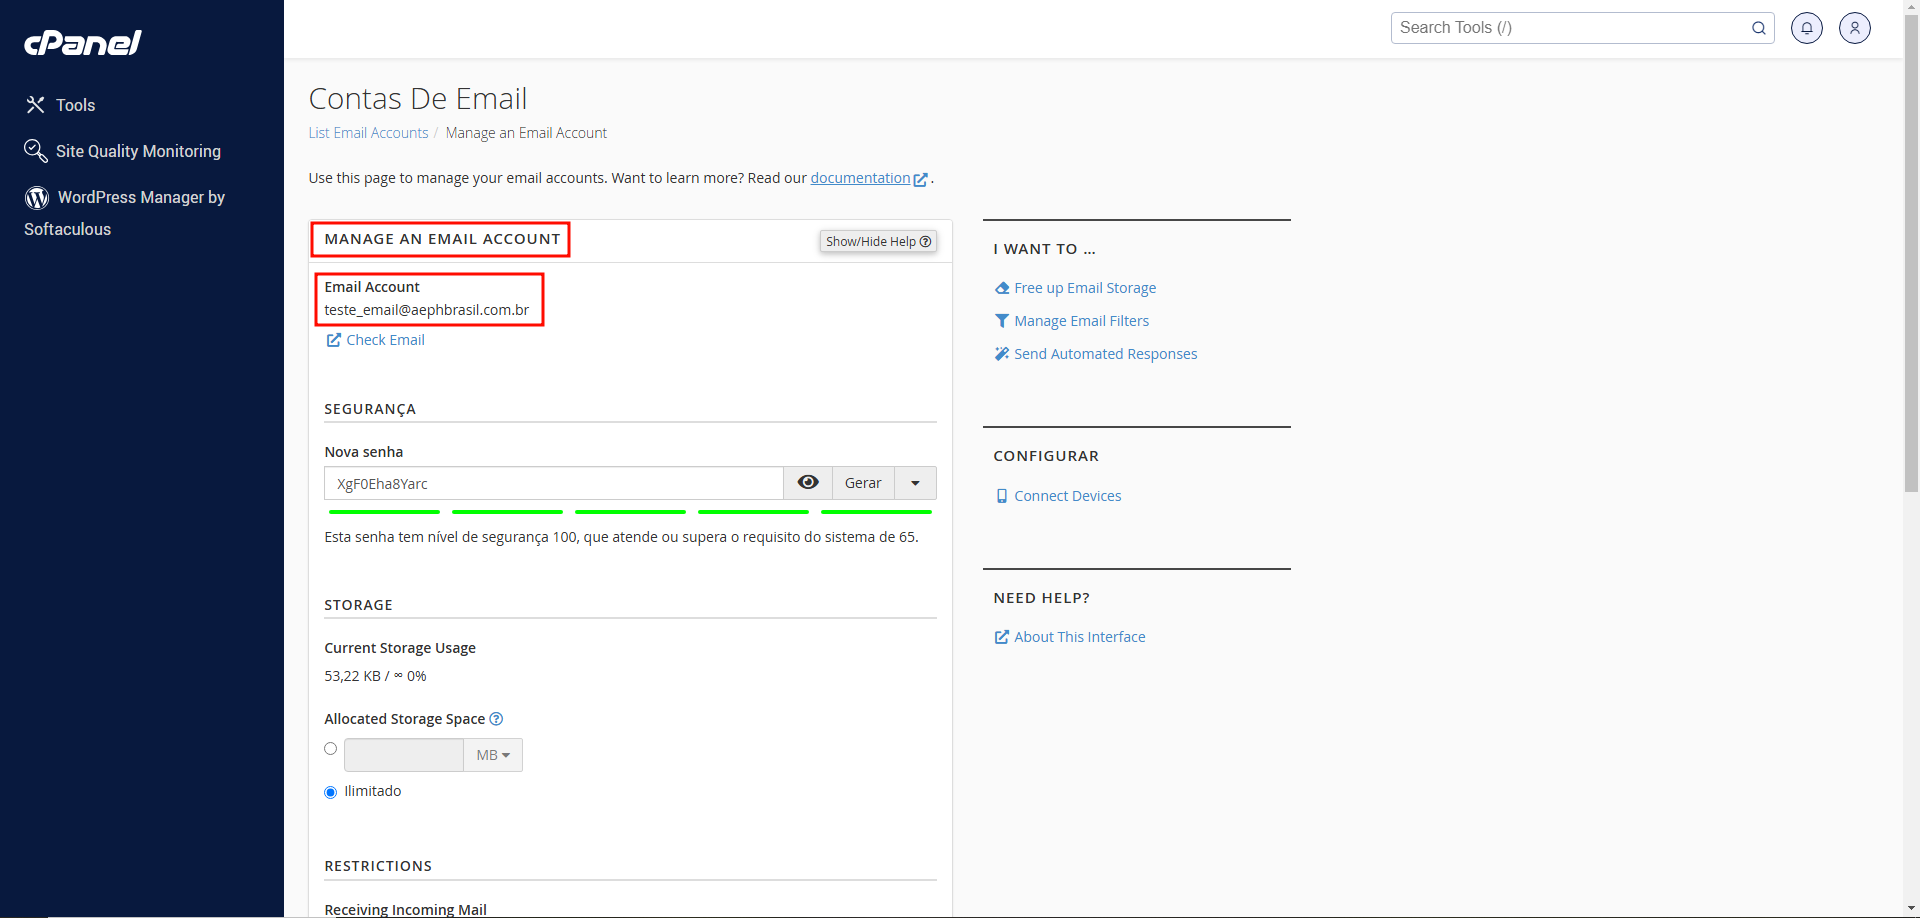 cPanel
Tools
Site Quality Monitoring
WordPress Manager by
Softaculous
Search Tools (/)
Contas De Email
List Email Accounts / Manage an Email Account
Use this page to manage your email accounts. Want to learn more? Read our documentation .
MANAGE AN EMAIL ACCOUNT
Show/Hide Help
Email Account
teste_email@aephbrasil.com.br
Check Email
SEGURANÇA
Nova senha
XgF0Eha8Yarc
Gerar
Esta senha tem nível de segurança 100, que atende ou supera o requisito do sistema de 65.
STORAGE
Current Storage Usage
53,22 KB / ∞ 0%
Allocated Storage Space
MB
Ilimitado
RESTRICTIONS
Receiving Incoming Mail
I WANT TO ...
Free up Email Storage
Manage Email Filters
Send Automated Responses
CONFIGURAR
Connect Devices
NEED HELP?
About This Interface